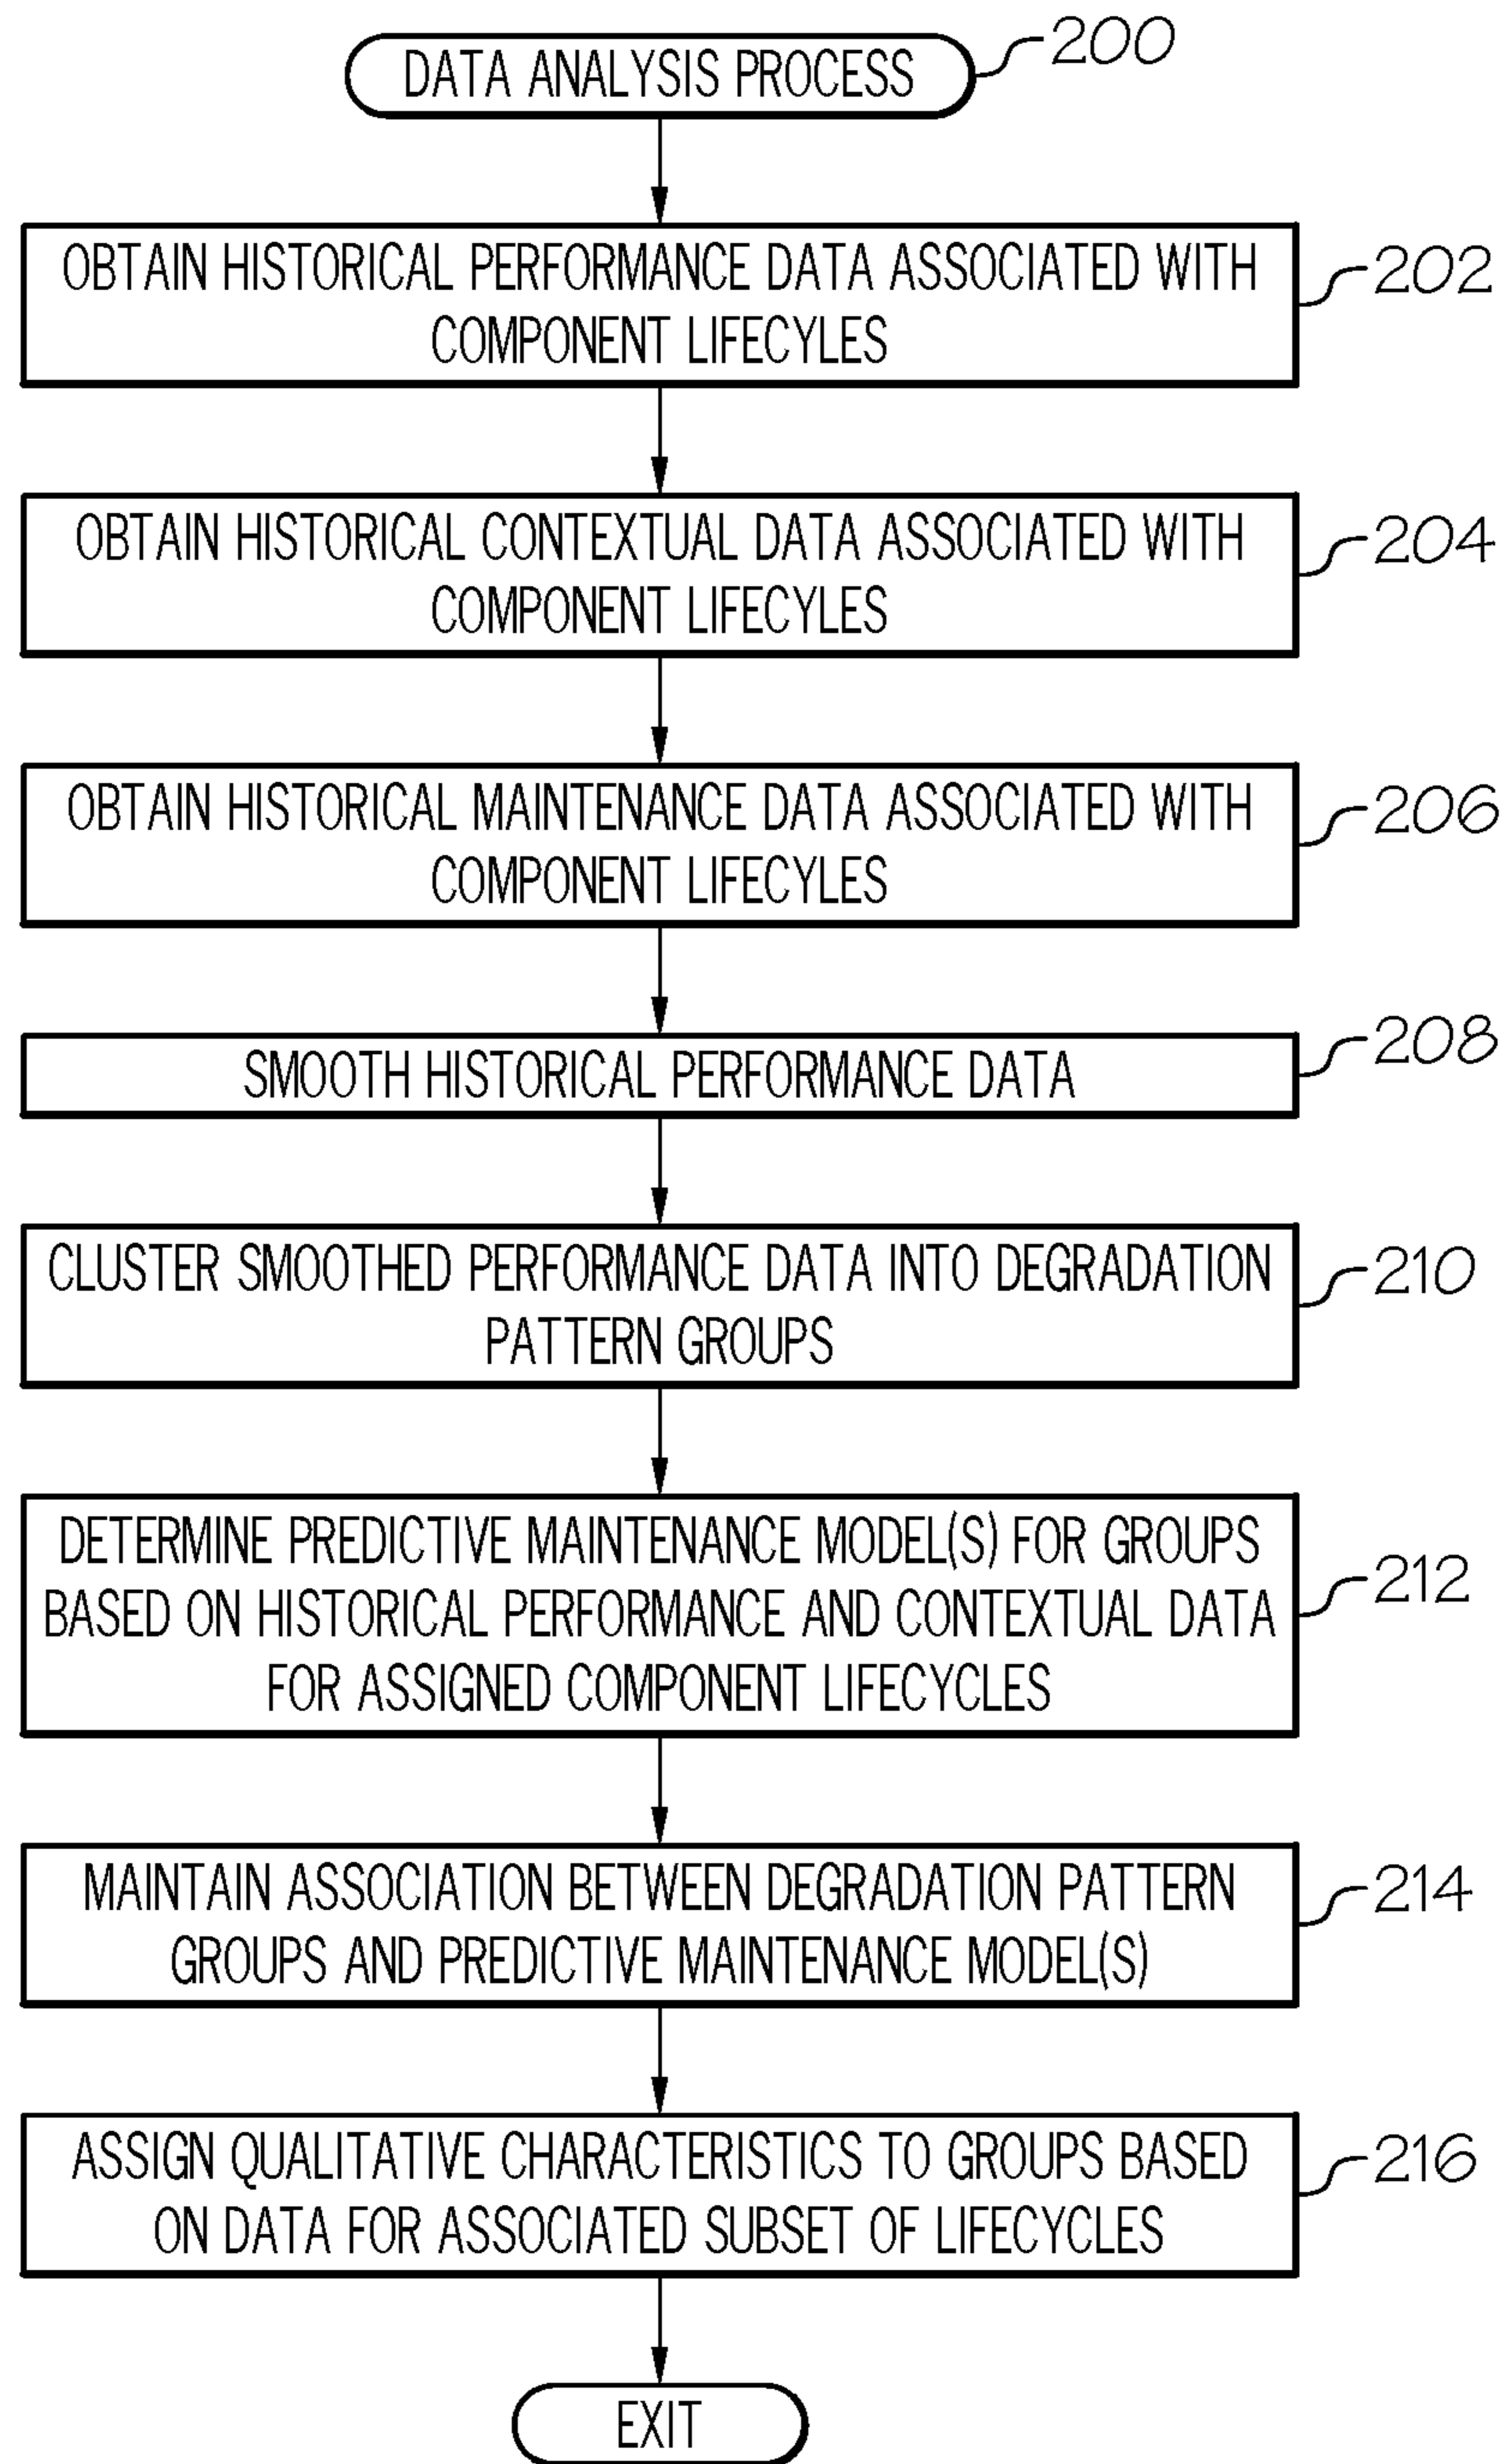 DATA ANALYSIS PROCESS
200
OBTAIN HISTORICAL PERFORMANCE DATA ASSOCIATED WITH
COMPONENT LIFECYLES
202
OBTAIN HISTORICAL CONTEXTUAL DATA ASSOCIATED WITH
COMPONENT LIFECYLES
204
OBTAIN HISTORICAL MAINTENANCE DATA ASSOCIATED WITH
COMPONENT LIFECYLES
206
SMOOTH HISTORICAL PERFORMANCE DATA
208
CLUSTER SMOOTHED PERFORMANCE DATA INTO DEGRADATION
PATTERN GROUPS
210
DETERMINE PREDICTIVE MAINTENANCE MODEL(S) FOR GROUPS
BASED ON HISTORICAL PERFORMANCE AND CONTEXTUAL DATA
FOR ASSIGNED COMPONENT LIFECYCLES
212
MAINTAIN ASSOCIATION BETWEEN DEGRADATION PATTERN
GROUPS AND PREDICTIVE MAINTENANCE MODEL(S)
214
ASSIGN QUALITATIVE CHARACTERISTICS TO GROUPS BASED
ON DATA FOR ASSOCIATED SUBSET OF LIFECYCLES
216
EXIT